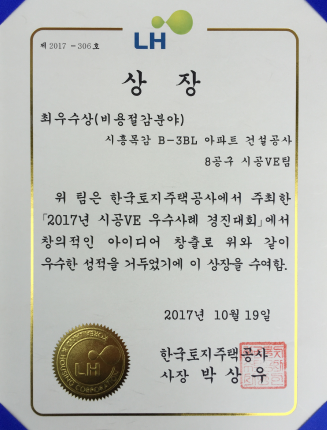 제 2017 - 306 호
LH
상 장
최우수상(비용절감분야)
시흥목감 B-3BL 아파트 건설공사
8공구 시공VE팀
위 팀은 한국토지주택공사에서 주최한
「2017년 시공VE 우수사례 경진대회」에서
창의적인 아이디어 창출로 위와 같이
우수한 성적을 거두었기에 이 상장을 수여함.
2017년 10월 19일
한국토지주택공사
사장 박 상 우
LH